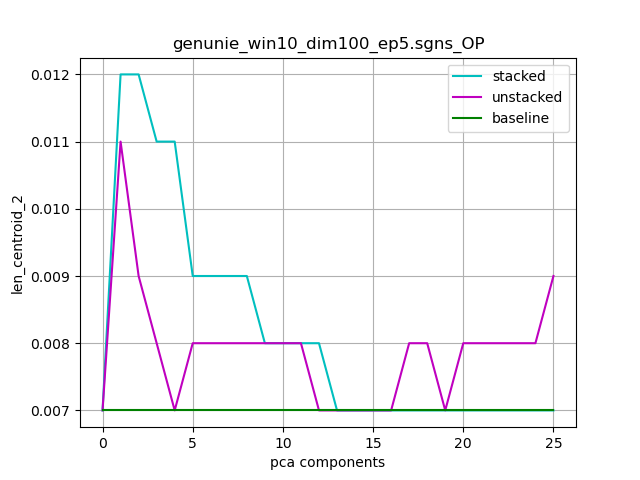 genunie_win10_dim100_ep5.sgns_OP
stacked
unstacked
baseline
len_centroid_2
0.012
0.011
0.010
0.009
0.008
0.007
0 5 10 15 20 25
pca components